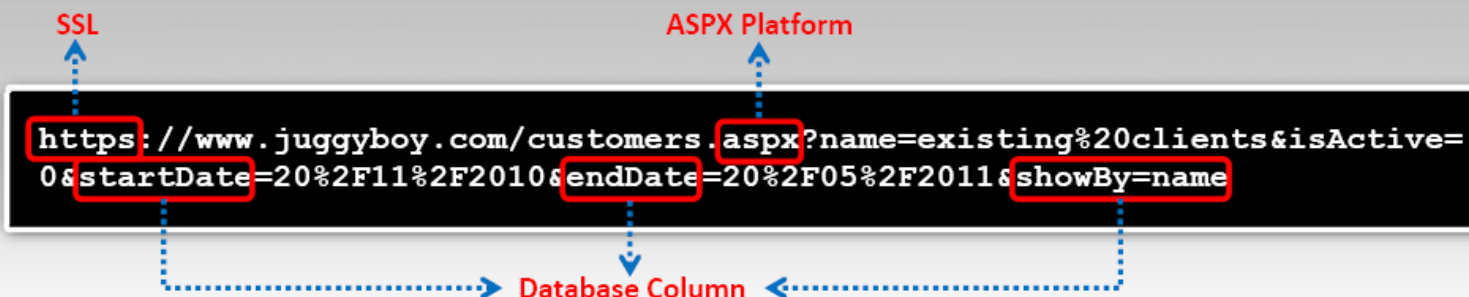 SSL
ASPX Platform
https://www.juggyboy.com/customers.aspx?name=existing%20clients&isActive=
0&startDate=20%2F11%2F2010&endDate=20%2F05%2F2011&showBy=name
Database Column